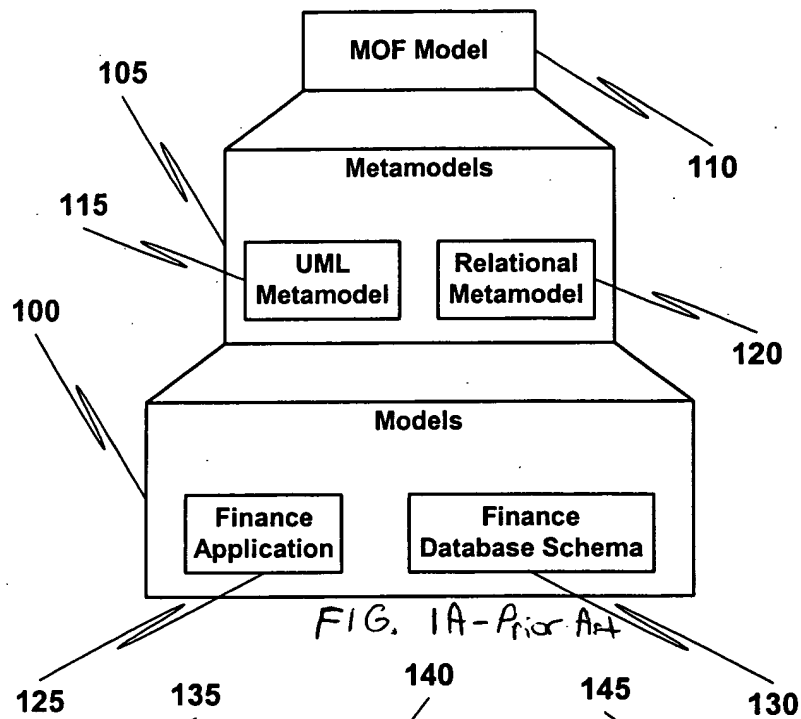 MOF Model
105
110
Metamodels
115
UML
Metamodel
Relational
Metamodel
100
120
Models
Finance
Application
Finance
Database Schema
FIG. 1A-Prior Art
125
135
140
145
130